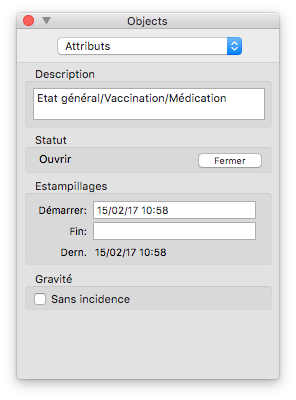 Objects
Attributs
Description
Etat général/Vaccination/Médication
Statut
Ouvrir Fermer
Estampillages
Démarrer: 15/02/17 10:58
Fin:
Dern. 15/02/17 10:58
Gravité
Sans incidence